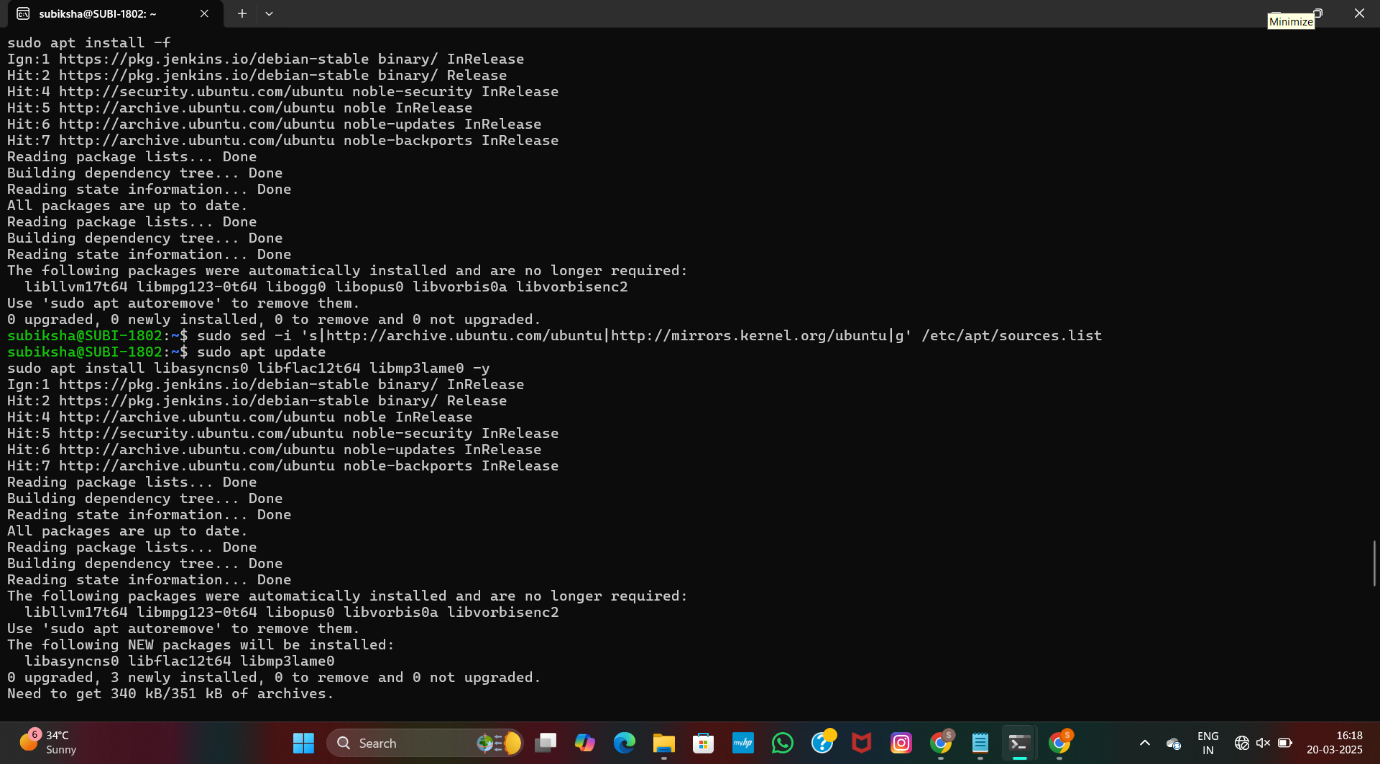 subiksha@SUBI-1802: ~
Minimize
sudo apt install -f
Ign:1 https://pkg.jenkins.io/debian-stable binary/ InRelease
Hit:2 https://pkg.jenkins.io/debian-stable binary/ Release
Hit:4 http://security.ubuntu.com/ubuntu noble-security InRelease
Hit:5 http://archive.ubuntu.com/ubuntu noble InRelease
Hit:6 http://archive.ubuntu.com/ubuntu noble-updates InRelease
Hit:7 http://archive.ubuntu.com/ubuntu noble-backports InRelease
Reading package lists... Done
Building dependency tree... Done
Reading state information... Done
All packages are up to date.
Reading package lists... Done
Building dependency tree... Done
Reading state information... Done
The following packages were automatically installed and are no longer required:
  libllvm17t64 libmpg123-0t64 libogg0 libopus0 libvorbis0a libvorbisenc2
Use 'sudo apt autoremove' to remove them.
0 upgraded, 0 newly installed, 0 to remove and 0 not upgraded.
subiksha@SUBI-1802:~$ sudo sed -i 's|http://archive.ubuntu.com/ubuntu|http://mirrors.kernel.org/ubuntu|g' /etc/apt/sources.list
subiksha@SUBI-1802:~$ sudo apt update
sudo apt install libasyncns0 libflac12t64 libmp3lame0 -y
Ign:1 https://pkg.jenkins.io/debian-stable binary/ InRelease
Hit:2 https://pkg.jenkins.io/debian-stable binary/ Release
Hit:4 http://archive.ubuntu.com/ubuntu noble InRelease
Hit:5 http://security.ubuntu.com/ubuntu noble-security InRelease
Hit:6 http://archive.ubuntu.com/ubuntu noble-updates InRelease
Hit:7 http://archive.ubuntu.com/ubuntu noble-backports InRelease
Reading package lists... Done
Building dependency tree... Done
Reading state information... Done
All packages are up to date.
Reading package lists... Done
Building dependency tree... Done
Reading state information... Done
The following packages were automatically installed and are no longer required:
  libllvm17t64 libmpg123-0t64 libopus0 libvorbis0a libvorbisenc2
Use 'sudo apt autoremove' to remove them.
The following NEW packages will be installed:
  libasyncns0 libflac12t64 libmp3lame0
0 upgraded, 3 newly installed, 0 to remove and 0 not upgraded.
Need to get 340 kB/351 kB of archives.
6
34°C
Sunny
Search
myhp
S
S
ENG
IN
16:18
20-03-2025